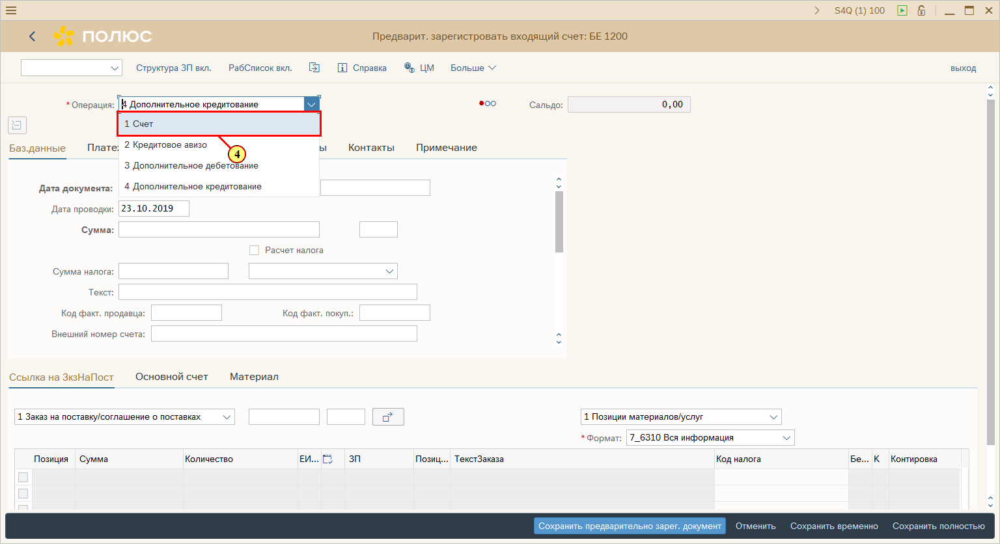 S4Q (1) 100
ПОЛЮС
Предварит. зарегистровать входящий счет: БЕ 1200
Структура ЗП вкл.
РабСписок вкл.
Справка
ЦМ
Больше
выход
* Операция: 4 Дополнительное кредитование
Сальдо: 0,00
1 Счет
2 Кредитовое авизо
3 Дополнительное дебетование
4 Дополнительное кредитование
4
Баз.данные
Контакты
Примечание
Дата документа:
Дата проводки: 23.10.2019
Сумма:
Расчет налога
Сумма налога:
Текст:
Код факт. продавца:
Код факт. покуп.:
Внешний номер счета:
Ссылка на ЗкзНаПост
Основной счет
Материал
1 Заказ на поставку/соглашение о поставках
1 Позиции материалов/услуг
* Формат: 7_6310 Вся информация
Позиция Сумма Количество ЕИ... ЗП Позиц... ТекстЗаказа Код налога Бе... К Контировка
Сохранить предварительно зарег. документ
Отменить
Сохранить временно
Сохранить полностью